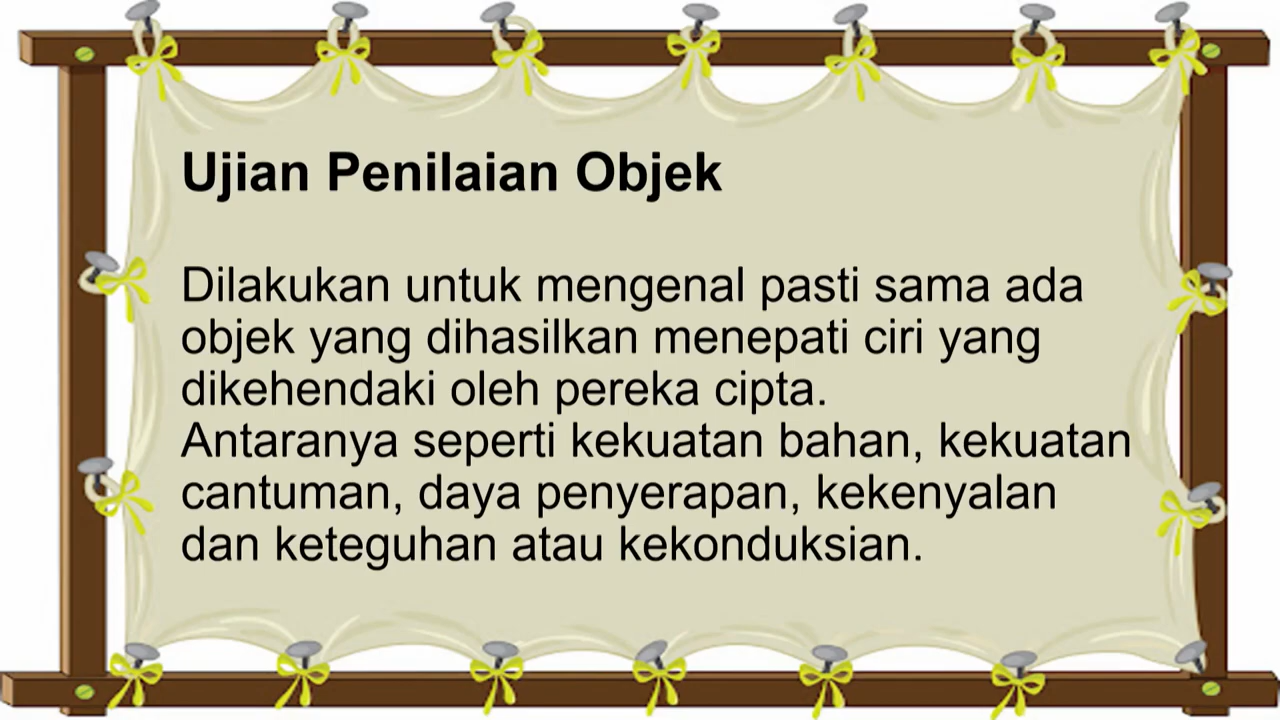 Ujian Penilaian Objek
Dilakukan untuk mengenal pasti sama ada
objek yang dihasilkan menepati ciri yang
dikehendaki oleh pereka cipta.
Antaranya seperti kekuatan bahan, kekuatan
cantuman, daya penyerapan, kekenyalan
dan keteguhan atau kekonduksian.